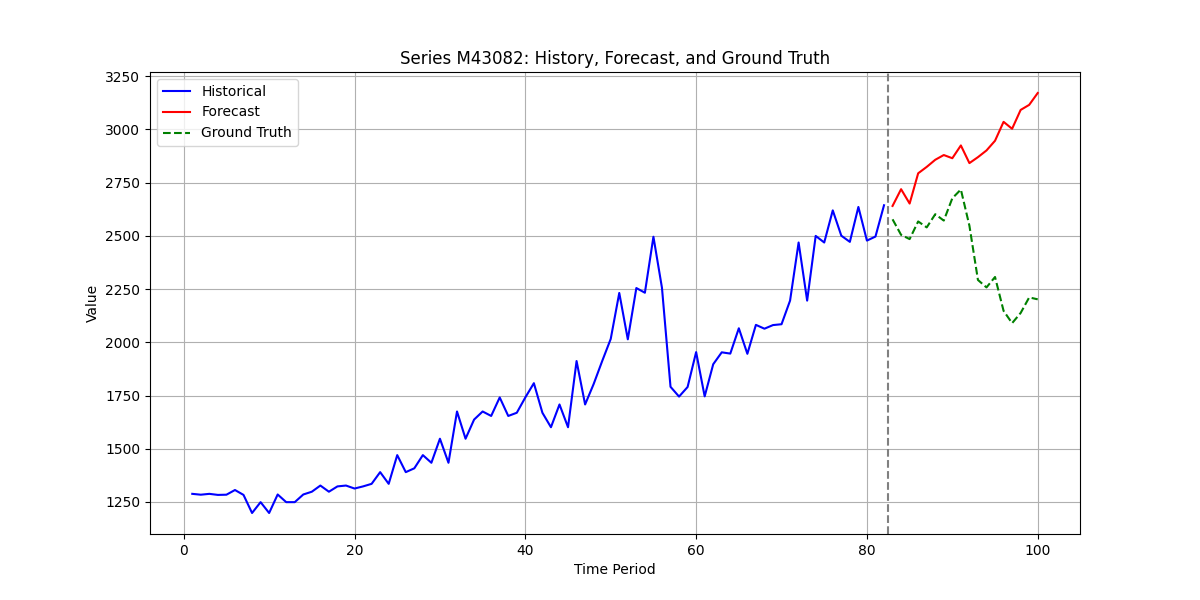 Series M43082: History, Forecast, and Ground Truth
Historical
Forecast
Ground Truth
Value
3250
3000
2750
2500
2250
2000
1750
1500
1250
0
20
40
60
80
100
Time Period